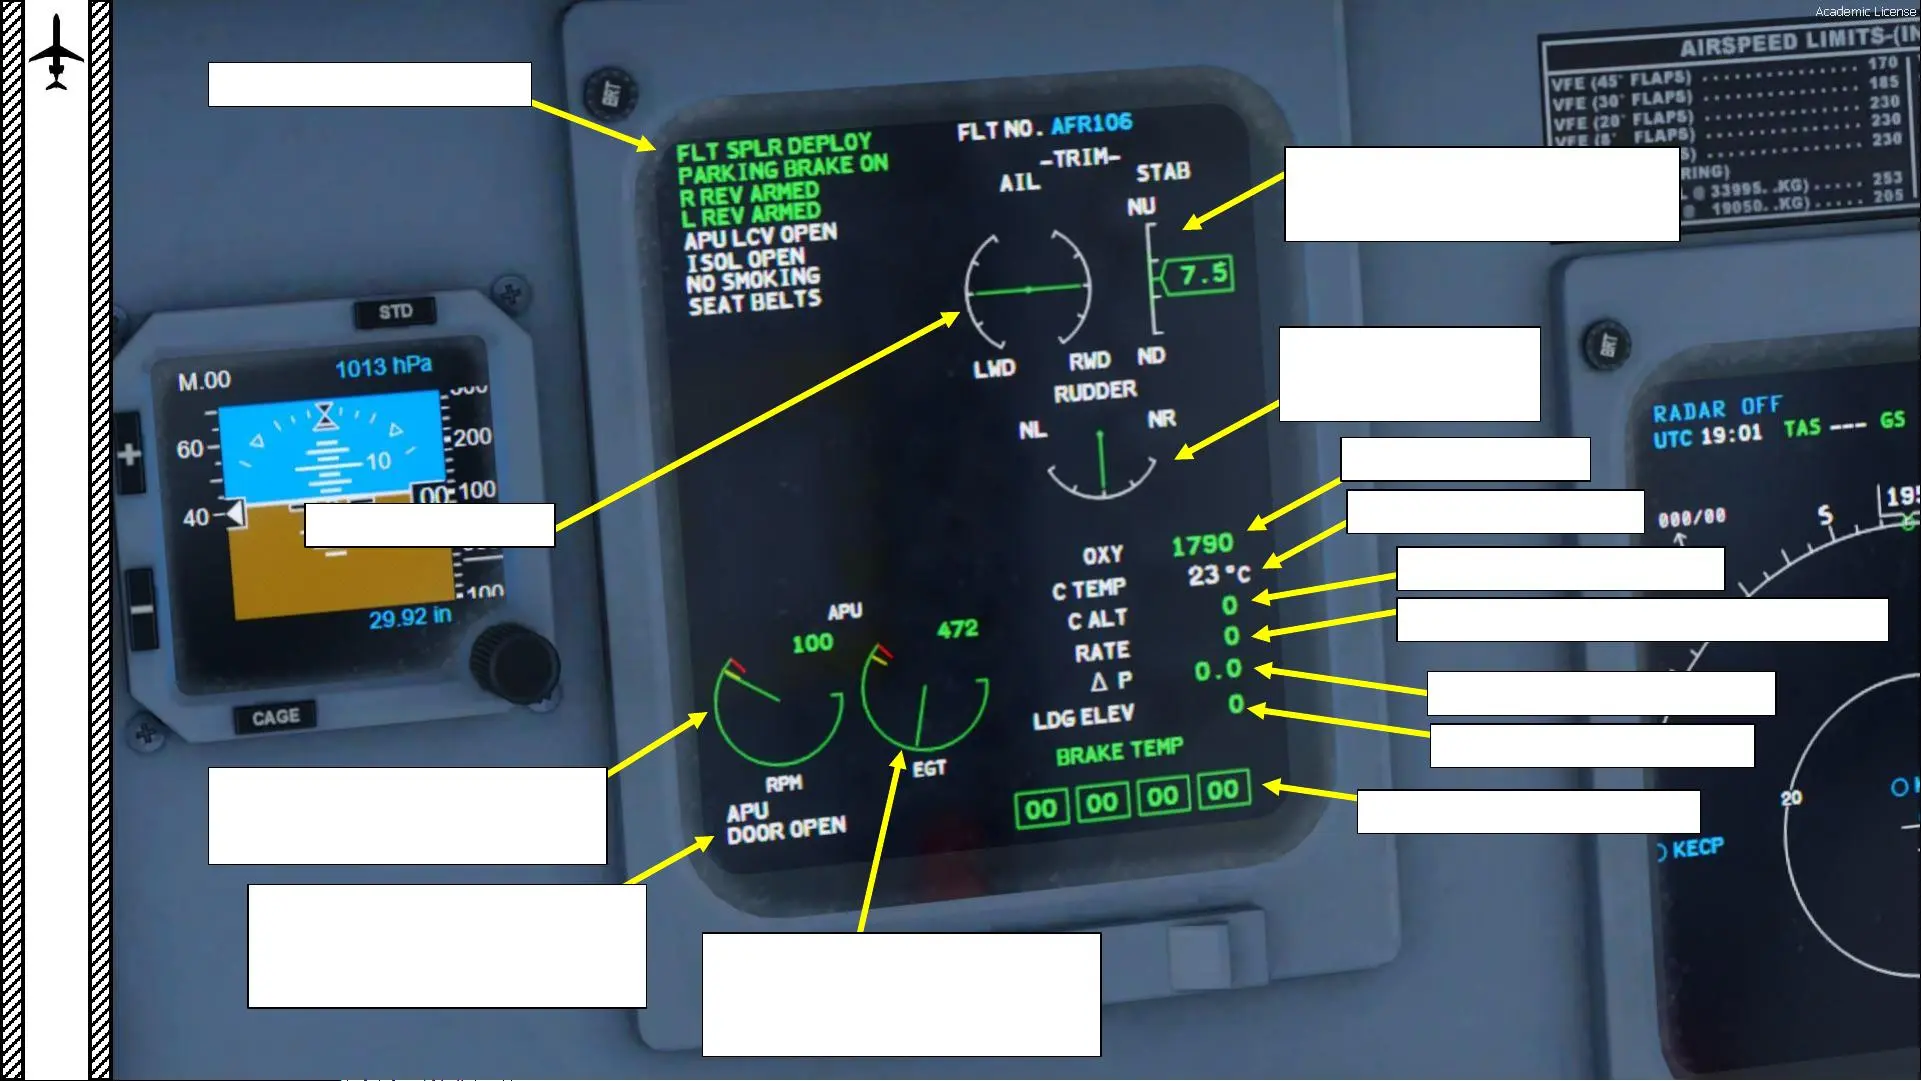 Academic License
AIRSPEED LIMITS-(IN
VFE (45° FLAPS) 170
VFE (30° FLAPS) 185
VFE (20° FLAPS) 230
VFE (8° FLAPS) 230
S) 230
RING)
L @ 33995. .KG) ..... 253
@ 19050. .KG) ..... 205
BRT
FLT NO. AFR106
FLT SPLR DEPLOY
PARKING BRAKE ON
R REV ARMED
L REV ARMED
APU LCV OPEN
ISOL OPEN
NO SMOKING
SEAT BELTS
-TRIM-
AIL
STAB
NU
7.5
LWD
RWD
ND
RUDDER
NL
NR
OXY 1790
C TEMP 23°C
C ALT 0
RATE 0
Δ P 0.0
LDG ELEV 0
BRAKE TEMP
00 00 00 00
APU
100
472
RPM
EGT
APU
DOOR OPEN
STD
M.00
1013 hPa
60
40
10
200
00
100
100
29.92 in
+
−
CAGE
BRT
RADAR OFF
UTC 19:01 TAS --- GS
000/00
S
195
20
KECP